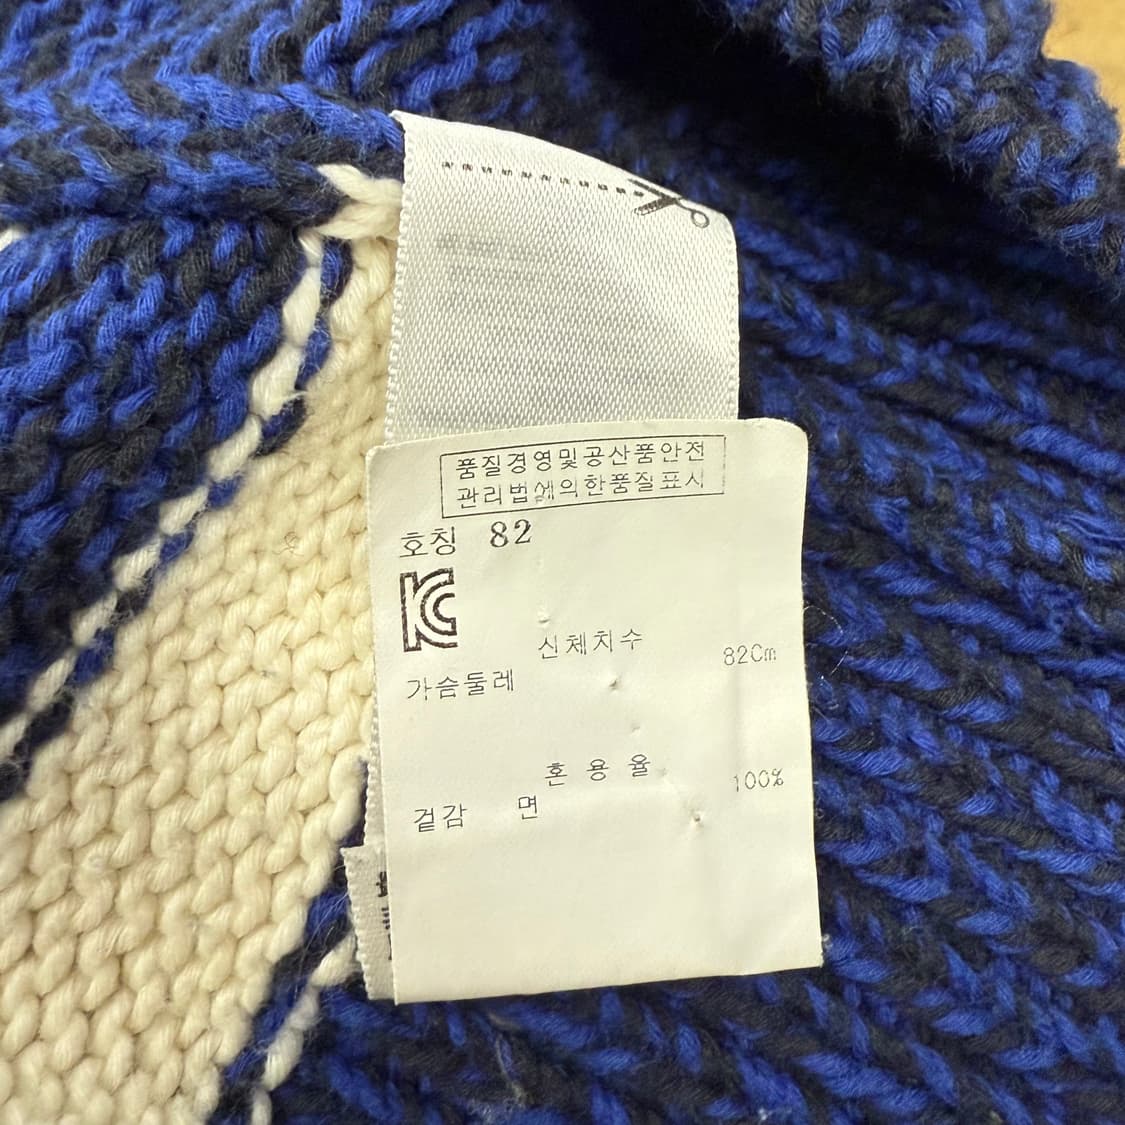 품질경영및공산품안전
관리법에의한품질표시
호칭 82
KC
신체치수
가슴둘레 82Cm
혼 용 율
겉감 면 100%